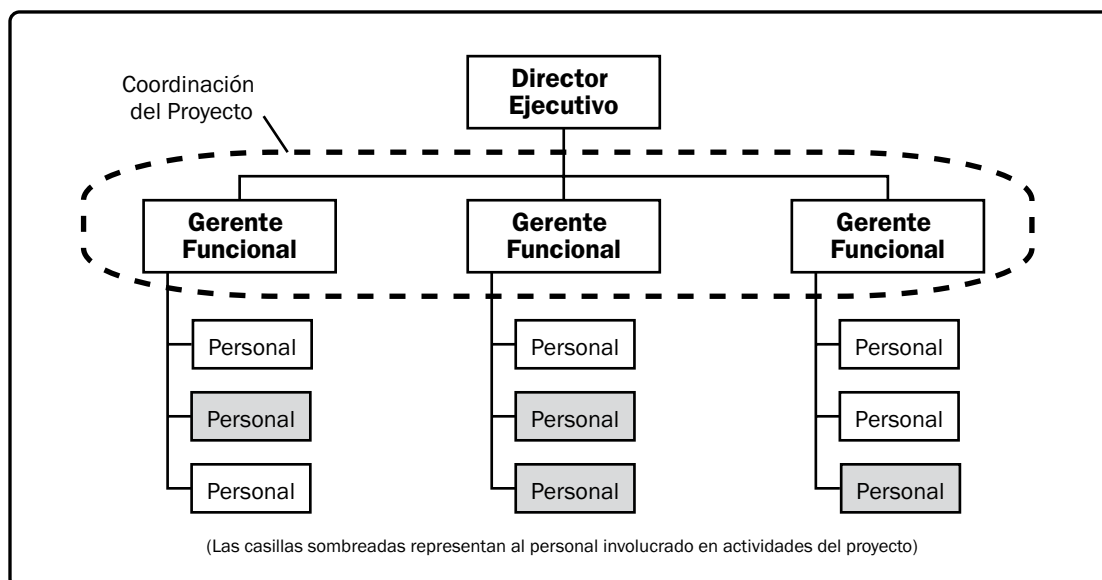 Coordinación
del Proyecto
Director
Ejecutivo
Gerente
Funcional
Gerente
Funcional
Gerente
Funcional
Personal
Personal
Personal
Personal
Personal
Personal
Personal
Personal
Personal
(Las casillas sombreadas representan al personal involucrado en actividades del proyecto)